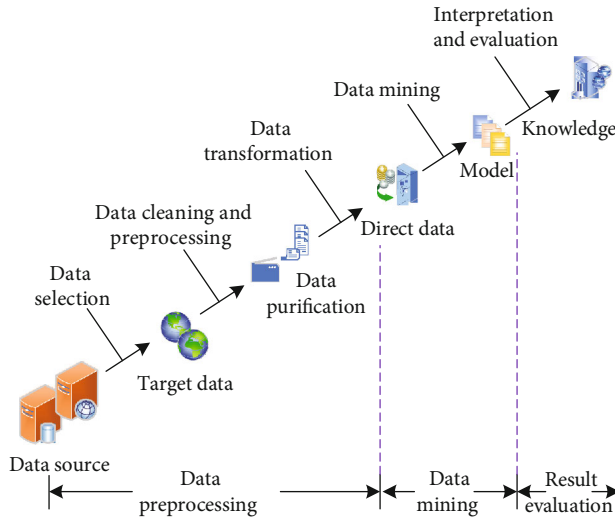 Interpretation
and evaluation
Knowledge
Data mining
Model
Data
transformation
Direct data
Data cleaning and
preprocessing
Data
purification
Data
selection
Target data
Data source
Data
preprocessing
Data
mining
Result
evaluation